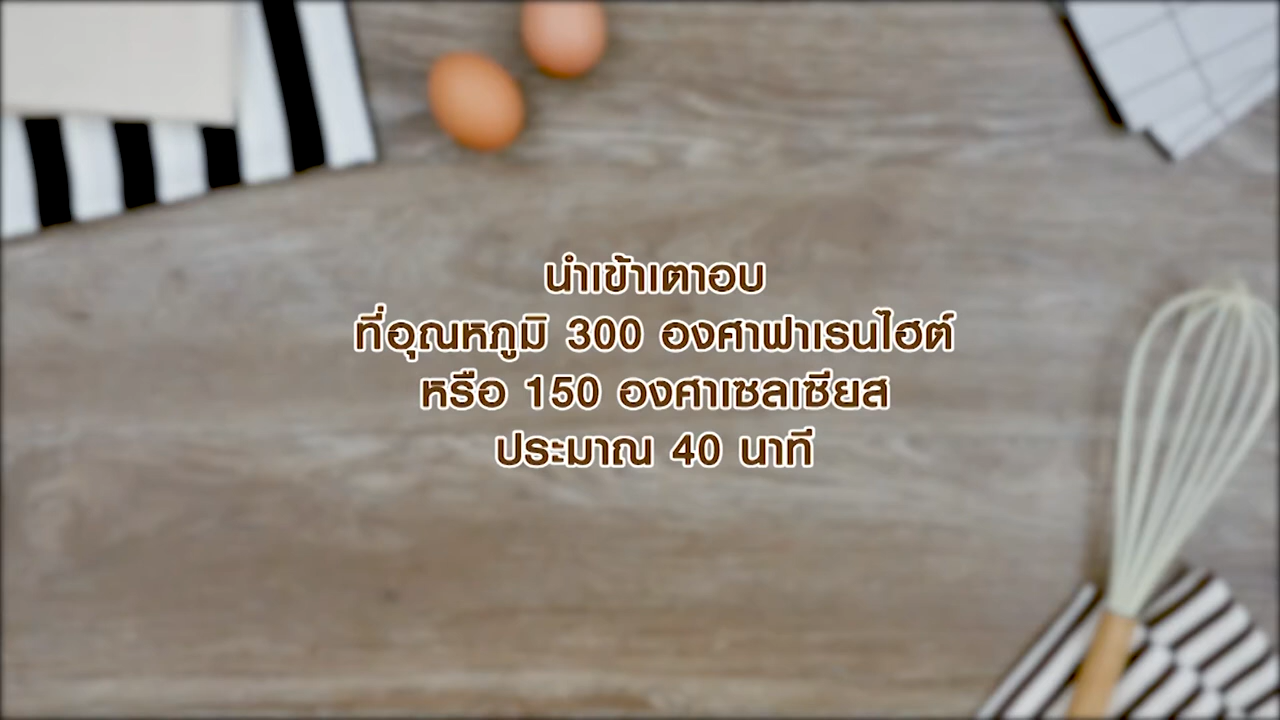 นำเข้าเตาอบ
ที่อุณหภูมิ 300 องศาฟาเรนไฮต์
หรือ 150 องศาเซลเซียส
ประมาณ 40 นาที